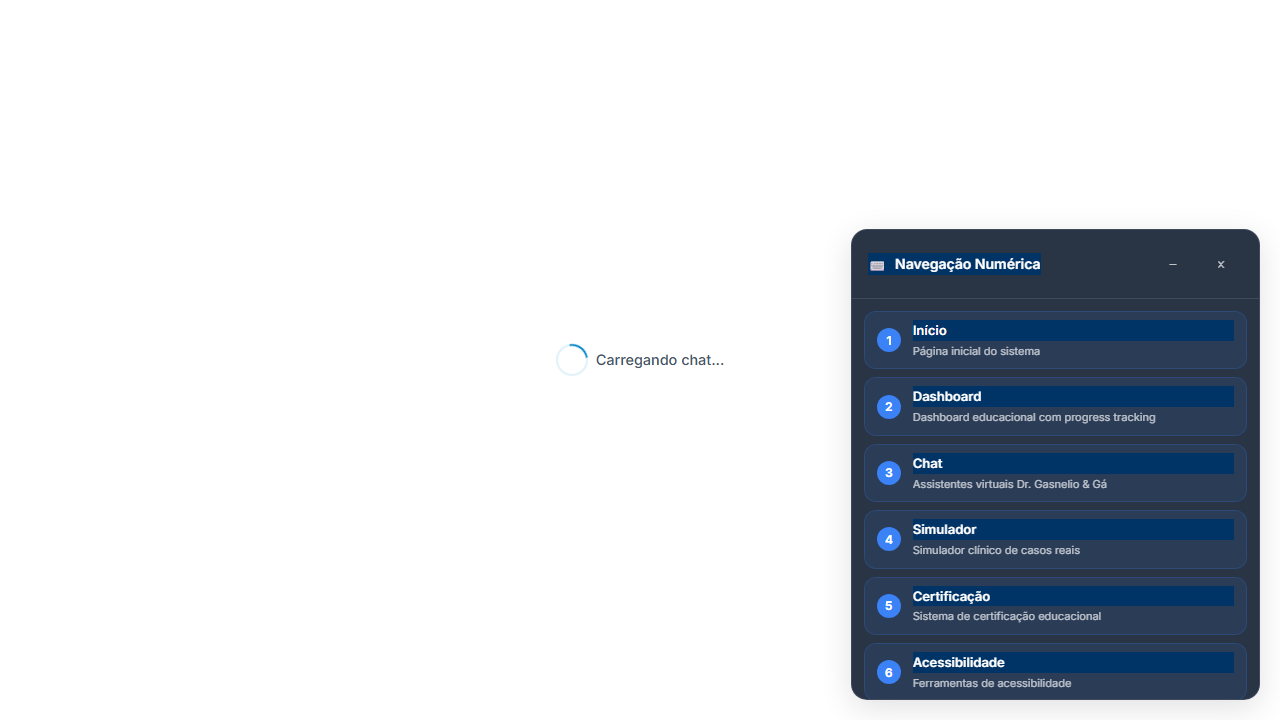 Navegação Numérica
1
Início
Página inicial do sistema
2
Dashboard
Dashboard educacional com progress tracking
Carregando chat...
3
Chat
Assistentes virtuais Dr. Gasnelio & Gá
4
Simulador
Simulador clínico de casos reais
5
Certificação
Sistema de certificação educacional
6
Acessibilidade
Ferramentas de acessibilidade